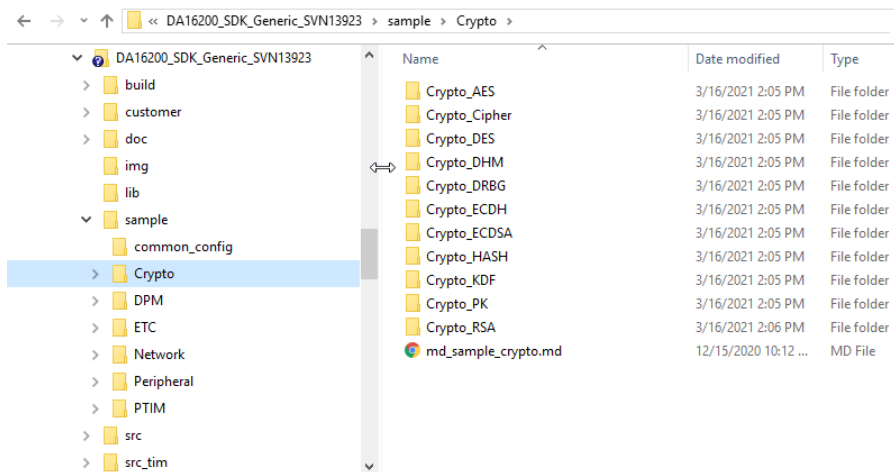 « DA16200_SDK_Generic_SVN13923 > sample > Crypto >
DA16200_SDK_Generic_SVN13923
build
customer
doc
img
lib
sample
common_config
Crypto
DPM
ETC
Network
Peripheral
PTIM
src
src_tim
Name Date modified Type
Crypto_AES 3/16/2021 2:05 PM File folder
Crypto_Cipher 3/16/2021 2:05 PM File folder
Crypto_DES 3/16/2021 2:05 PM File folder
Crypto_DHM 3/16/2021 2:05 PM File folder
Crypto_DRBG 3/16/2021 2:05 PM File folder
Crypto_ECDH 3/16/2021 2:05 PM File folder
Crypto_ECDSA 3/16/2021 2:05 PM File folder
Crypto_HASH 3/16/2021 2:05 PM File folder
Crypto_KDF 3/16/2021 2:05 PM File folder
Crypto_PK 3/16/2021 2:05 PM File folder
Crypto_RSA 3/16/2021 2:06 PM File folder
md_sample_crypto.md 12/15/2020 10:12 ... MD File